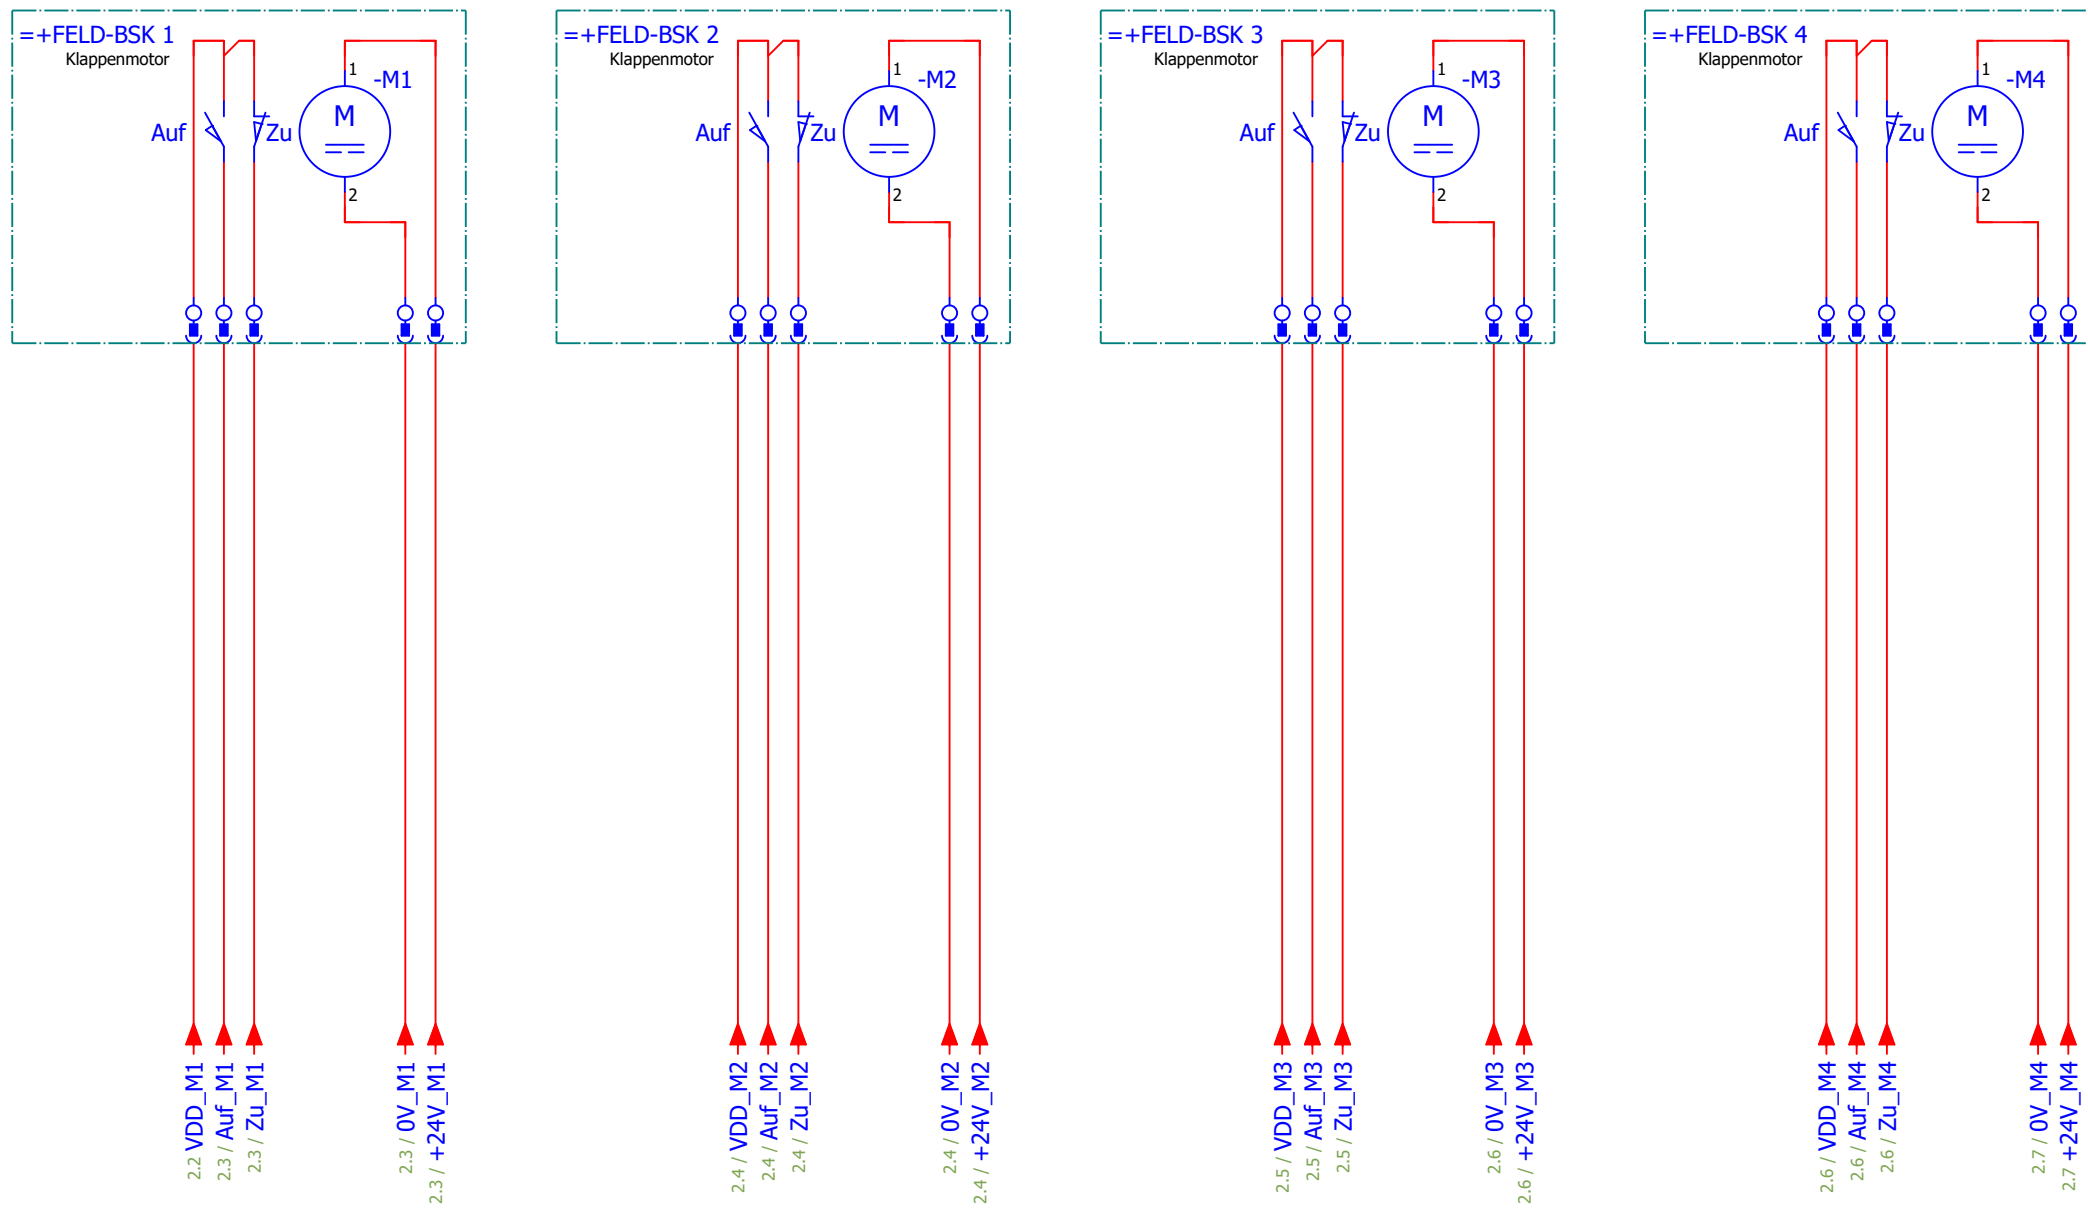 =+FELD-BSK 1
Klappenmotor
1
-M1
M
Auf
Zu
2
2.2 VDD_M1
2.3 / Auf_M1
2.3 / Zu_M1
2.3 / 0V_M1
2.3 / +24V_M1
=+FELD-BSK 2
Klappenmotor
1
-M2
M
Auf
Zu
2
2.4 / VDD_M2
2.4 / Auf_M2
2.4 / Zu_M2
2.4 / 0V_M2
2.4 / +24V_M2
=+FELD-BSK 3
Klappenmotor
1
-M3
M
Auf
Zu
2
2.5 / VDD_M3
2.5 / Auf_M3
2.5 / Zu_M3
2.6 / 0V_M3
2.6 / +24V_M3
=+FELD-BSK 4
Klappenmotor
1
-M4
M
Auf
Zu
2
2.6 / VDD_M4
2.6 / Auf_M4
2.6 / Zu_M4
2.7 / 0V_M4
2.7 +24V_M4